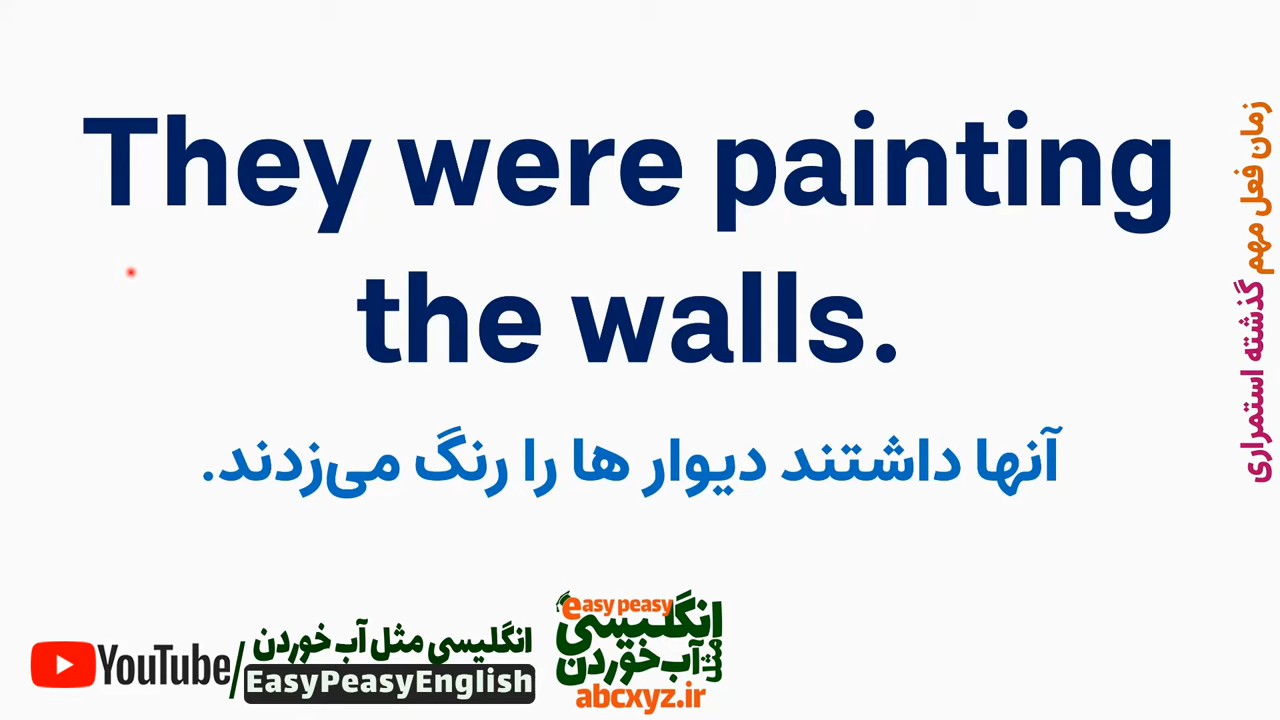 They were painting
the walls.
آنها داشتند دیوار ها را رنگ می‌زدند.
زمان فعل مهم گذشته استمراری
YouTube/انگلیسی مثل آب خوردن
EasyPeasyEnglish
easy peasy
انگلیسی
مثل آب خوردن
abcxyz.ir